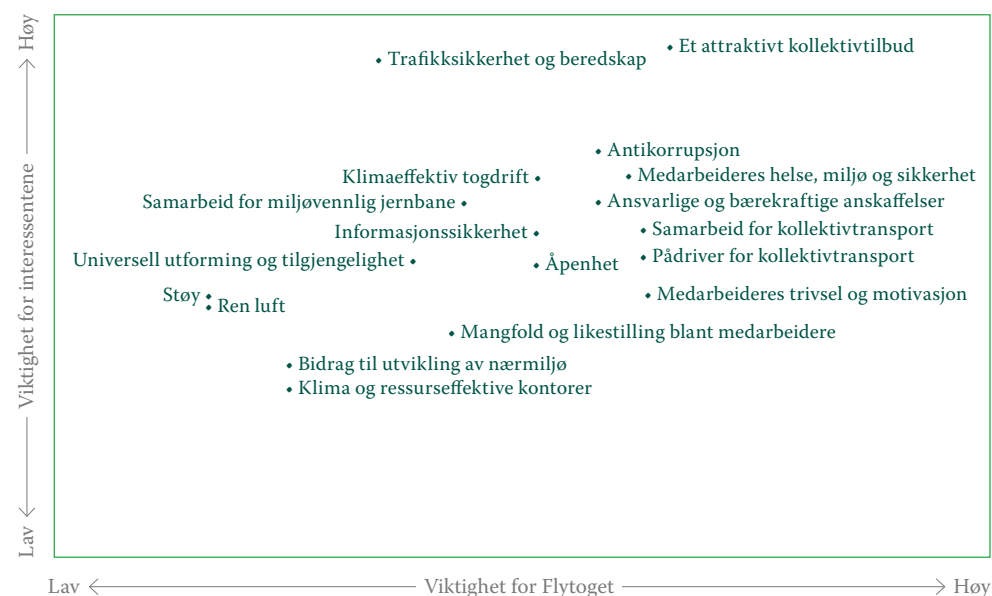 Høy
Et attraktivt kollektivtilbud
Trafikksikkerhet og beredskap
Antikorrupsjon
Medarbeideres helse, miljø og sikkerhet
Klimaeffektiv togdrift
Samarbeid for miljøvennlig jernbane
Ansvarlige og bærekraftige anskaffelser
Samarbeid for kollektivtransport
Informasjonssikkerhet
Pådriver for kollektivtransport
Universell utforming og tilgjengelighet
Åpenhet
Støy
Ren luft
Medarbeideres trivsel og motivasjon
Mangfold og likestilling blant medarbeidere
Bidrag til utvikling av nærmiljø
Klima og ressurseffektive kontorer
Viktighet for interessentene
Lav
Lav
Viktighet for Flytoget
Høy